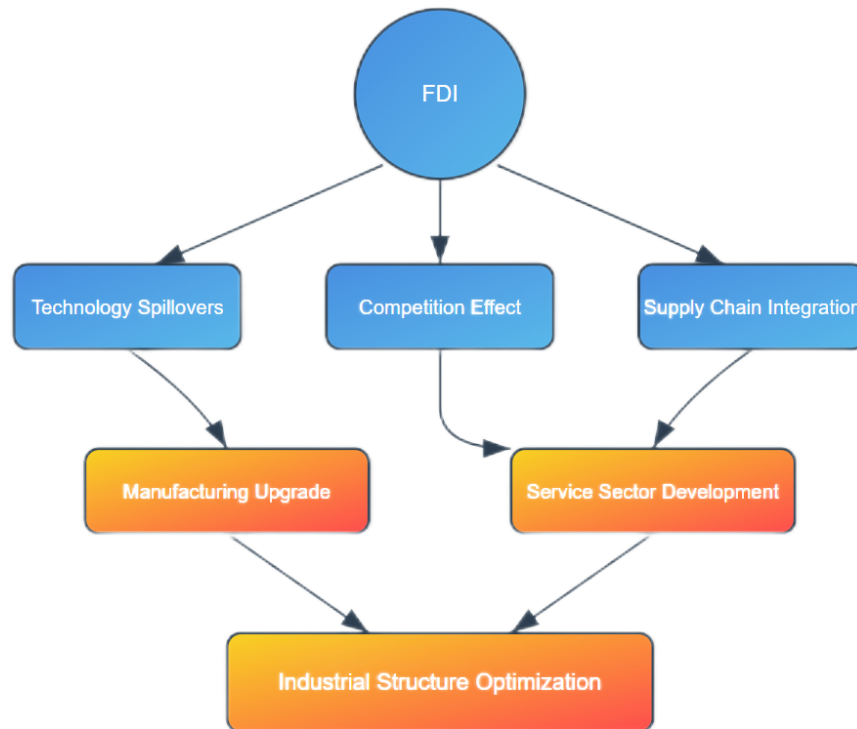 FDI
Technology Spillovers
Competition Effect
Supply Chain Integration
Manufacturing Upgrade
Service Sector Development
Industrial Structure Optimization